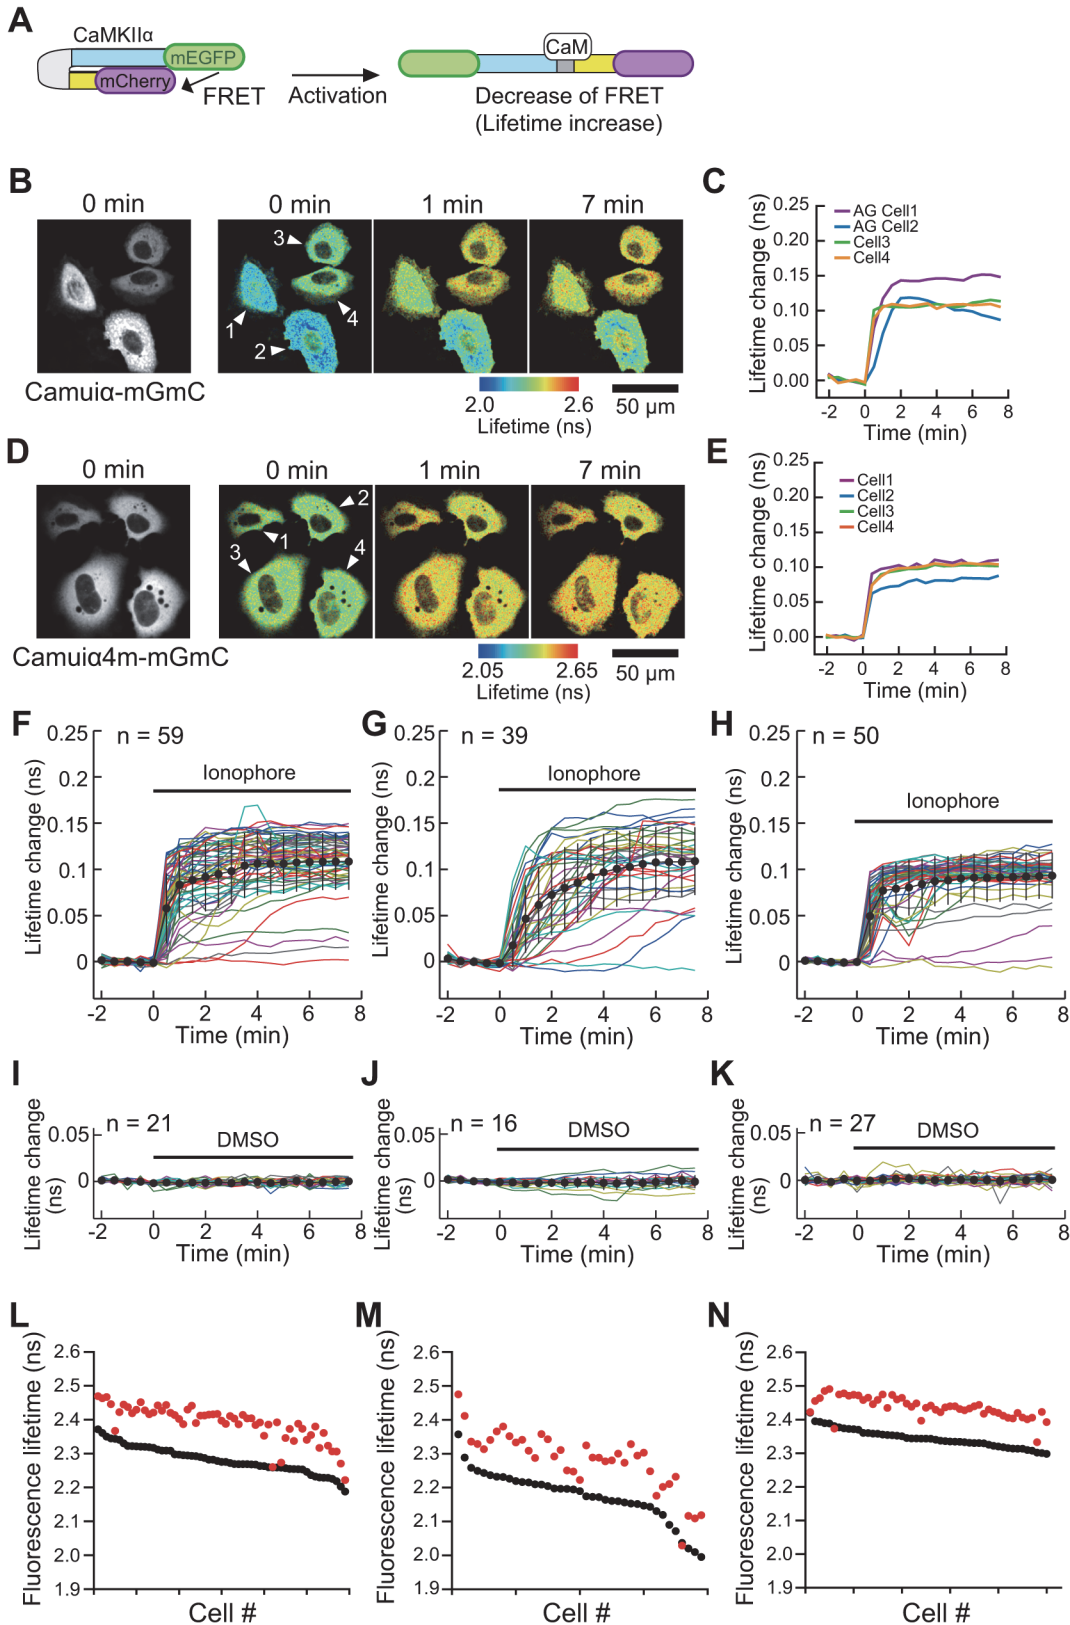 A
CaMKIIα
mEGFP
mCherry
FRET
Activation
CaM
Decrease of FRET
(Lifetime increase)
B
0 min
0 min
1 min
7 min
3
1
2
4
Camuiα-mGmC
2.0
2.6
Lifetime (ns)
50 µm
C
Lifetime change (ns)
0.25
0.20
0.15
0.10
0.05
0.00
AG Cell1
AG Cell2
Cell3
Cell4
-2 0 2 4 6 8
Time (min)
D
0 min
0 min
1 min
7 min
2
1
3
4
Camuiα4m-mGmC
2.05
2.65
Lifetime (ns)
50 µm
E
Lifetime change (ns)
0.25
0.20
0.15
0.10
0.05
0.00
Cell1
Cell2
Cell3
Cell4
-2 0 2 4 6 8
Time (min)
F
Lifetime change (ns)
0.25
0.2
0.15
0.1
0.05
0
n = 59
Ionophore
-2 0 2 4 6 8
Time (min)
G
Lifetime change (ns)
0.25
0.2
0.15
0.1
0.05
0
n = 39
Ionophore
-2 0 2 4 6 8
Time (min)
H
Lifetime change (ns)
0.25
0.2
0.15
0.1
0.05
0
n = 50
Ionophore
-2 0 2 4 6 8
Time (min)
I
Lifetime change
(ns)
0.05
0
n = 21
DMSO
-2 0 2 4 6 8
Time (min)
J
Lifetime change
(ns)
0.05
0
n = 16
DMSO
-2 0 2 4 6 8
Time (min)
K
Lifetime change
(ns)
0.05
0
n = 27
DMSO
-2 0 2 4 6 8
Time (min)
L
Fluorescence lifetime (ns)
2.6
2.5
2.4
2.3
2.2
2.1
2.0
1.9
Cell #
M
Fluorescence lifetime (ns)
2.6
2.5
2.4
2.3
2.2
2.1
2.0
1.9
Cell #
N
Fluorescence lifetime (ns)
2.6
2.5
2.4
2.3
2.2
2.1
2.0
1.9
Cell #